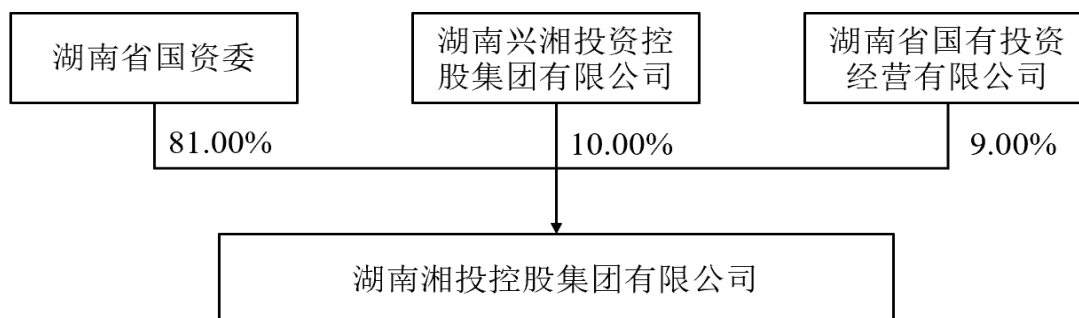 湖南省国资委
湖南兴湘投资控
股集团有限公司
湖南省国有投资
经营有限公司
81.00%
10.00%
9.00%
湖南湘投控股集团有限公司